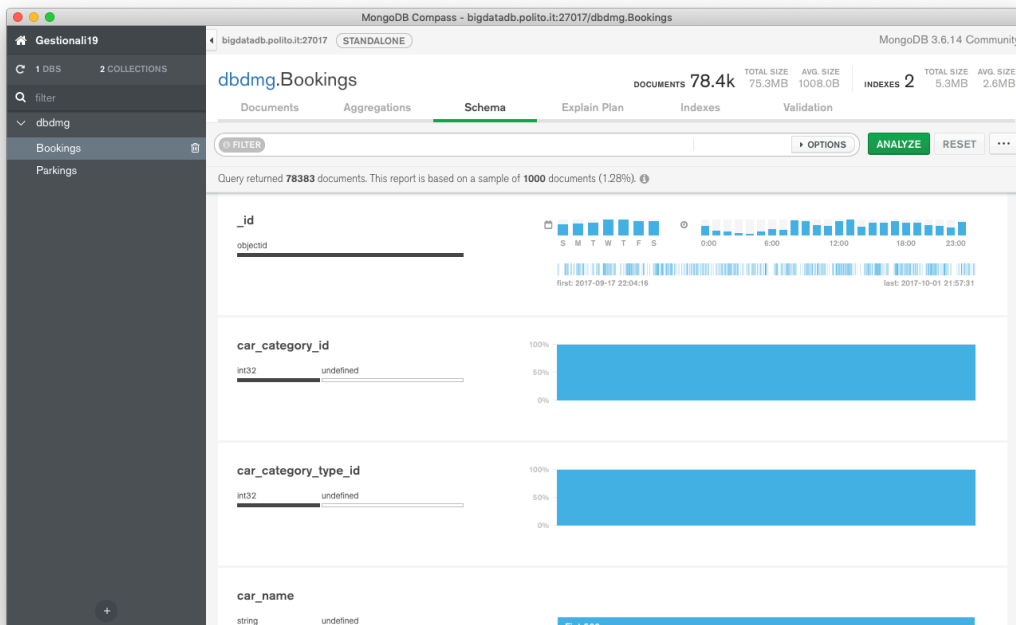 MongoDB Compass - bigdatadb.polito.it:27017/dbdmg.Bookings
Gestionali19
1 DBS 2 COLLECTIONS
filter
dbdmg
Bookings
Parkings
bigdatadb.polito.it:27017 STANDALONE MongoDB 3.6.14 Community
dbdmg.Bookings
DOCUMENTS 78.4k TOTAL SIZE 75.3MB AVG. SIZE 1008.0B INDEXES 2 TOTAL SIZE 5.3MB AVG. SIZE 2.6MB
Documents Aggregations Schema Explain Plan Indexes Validation
FILTER OPTIONS ANALYZE RESET ...
Query returned 78383 documents. This report is based on a sample of 1000 documents (1.28%).
_id
objectid
S M T W T F S 0:00 6:00 12:00 18:00 23:00
first: 2017-09-17 22:04:16 last: 2017-10-01 21:57:31
car_category_id
int32 undefined
100%
50%
0%
car_category_type_id
int32 undefined
100%
50%
0%
car_name
string undefined